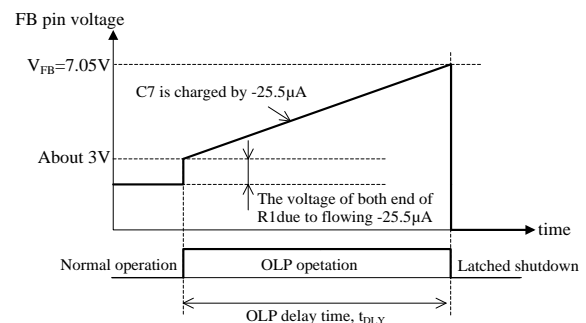 FB pin voltage
V_FB=7.05V
C7 is charged by -25.5µA
About 3V
The voltage of both end of
R1due to flowing -25.5µA
time
Normal operation
OLP opetation
Latched shutdown
OLP delay time, t_DLY